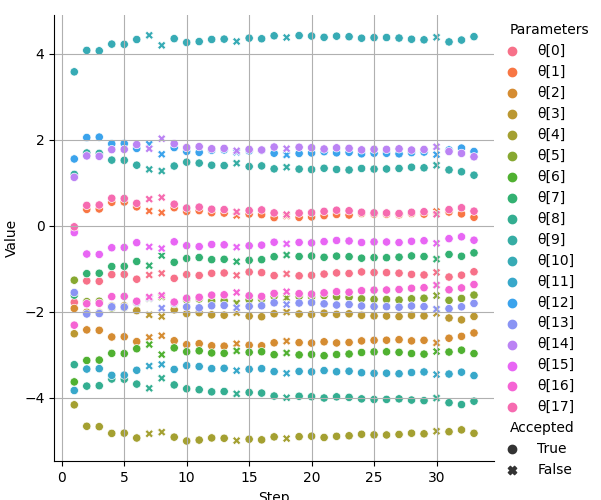 Parameters
θ[0]
θ[1]
θ[2]
θ[3]
θ[4]
θ[5]
θ[6]
θ[7]
θ[8]
θ[9]
θ[10]
θ[11]
θ[12]
θ[13]
θ[14]
θ[15]
θ[16]
θ[17]
Accepted
True
False
Value
4
2
0
−2
−4
0
5
10
15
20
25
30
Step